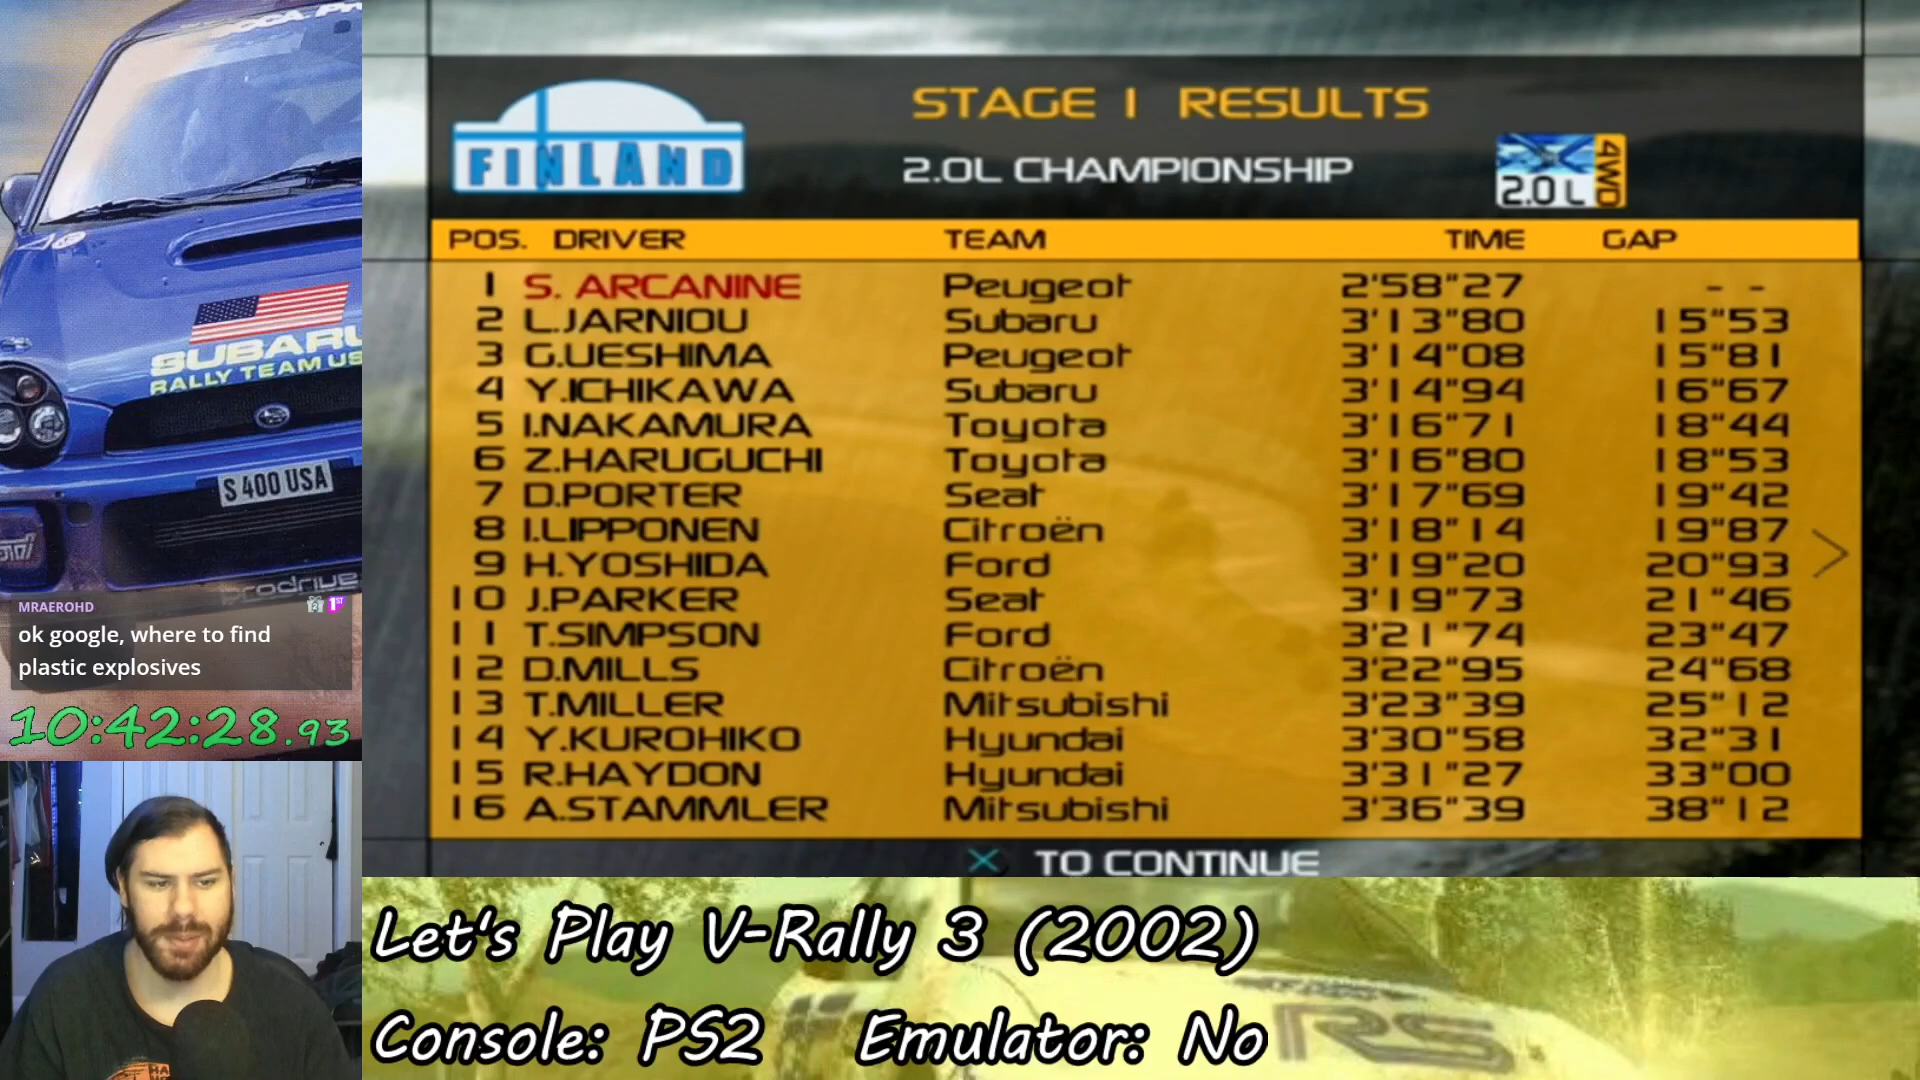 SUBARU
RALLY TEAM US
S 400 USA
prodrive
MRAEROHD
ok google, where to find
plastic explosives
10:42:28.93
FINLAND
STAGE 1 RESULTS
2.0L CHAMPIONSHIP
2.0L 4WD
POS. DRIVER TEAM TIME GAP
1 S. ARCANINE Peugeot 2'58"27 - -
2 L.JARNIOU Subaru 3'13"80 15"53
3 G.UESHIMA Peugeot 3'14"08 15"81
4 Y.ICHIKAWA Subaru 3'14"94 16"67
5 I.NAKAMURA Toyota 3'16"71 18"44
6 Z.HARUGUCHI Toyota 3'16"80 18"53
7 D.PORTER Seat 3'17"69 19"42
8 I.LIPPONEN Citroën 3'18"14 19"87
9 H.YOSHIDA Ford 3'19"20 20"93
10 J.PARKER Seat 3'19"73 21"46
11 T.SIMPSON Ford 3'21"74 23"47
12 D.MILLS Citroën 3'22"95 24"68
13 T.MILLER Mitsubishi 3'23"39 25"12
14 Y.KUROHIKO Hyundai 3'30"58 32"31
15 R.HAYDON Hyundai 3'31"27 33"00
16 A.STAMMLER Mitsubishi 3'36"39 38"12
X TO CONTINUE
Let's Play V-Rally 3 (2002)
Console: PS2 Emulator: No
RS